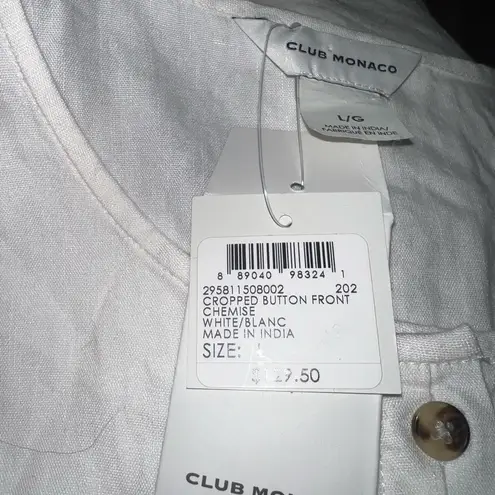 CLUB MONACO
L/G
MADE IN INDIA/
FABRIQUÉ EN INDE
8 89040 98324 1
295811508002 202
CROPPED BUTTON FRONT
CHEMISE
WHITE/BLANC
MADE IN INDIA
SIZE:
CLUB